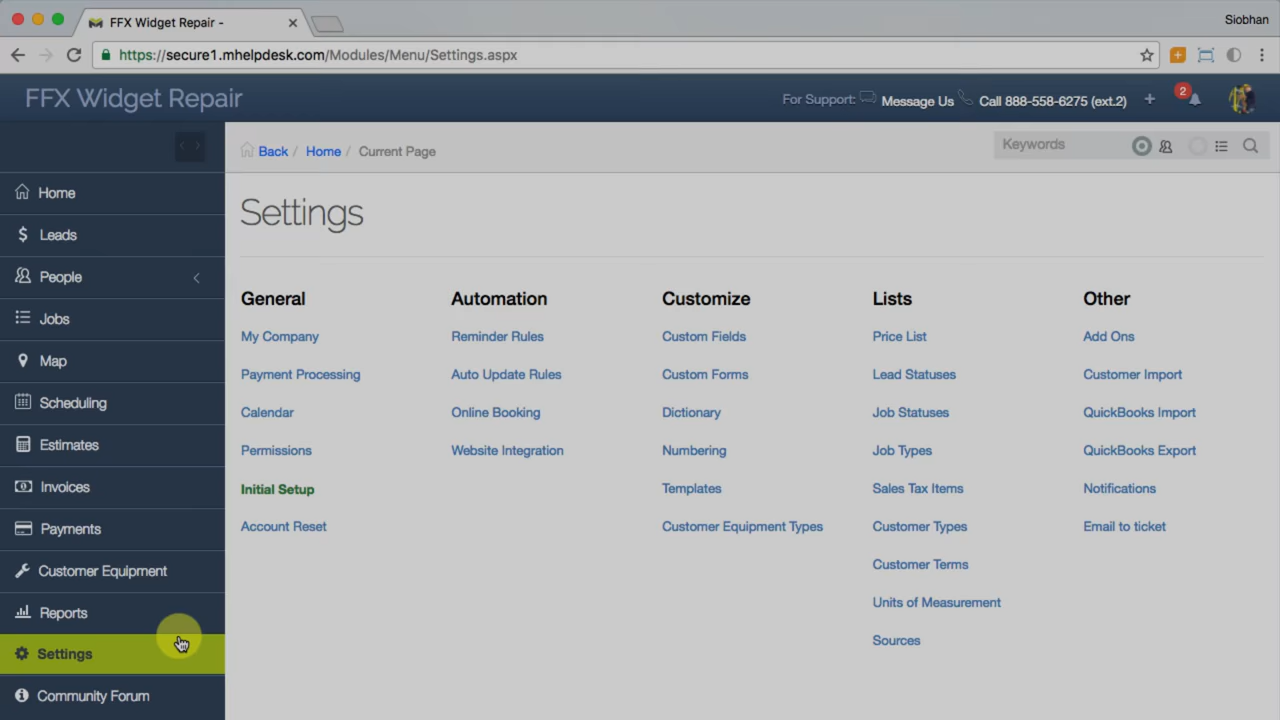 FFX Widget Repair -
Siobhan
https://secure1.mhelpdesk.com/Modules/Menu/Settings.aspx
FFX Widget Repair
For Support: Message Us Call 888-558-6275 (ext.2) + 2
Back / Home / Current Page
Keywords
Home
Leads
People
Jobs
Map
Scheduling
Estimates
Invoices
Payments
Customer Equipment
Reports
Settings
Community Forum
Settings
General
My Company
Payment Processing
Calendar
Permissions
Initial Setup
Account Reset
Automation
Reminder Rules
Auto Update Rules
Online Booking
Website Integration
Customize
Custom Fields
Custom Forms
Dictionary
Numbering
Templates
Customer Equipment Types
Lists
Price List
Lead Statuses
Job Statuses
Job Types
Sales Tax Items
Customer Types
Customer Terms
Units of Measurement
Sources
Other
Add Ons
Customer Import
QuickBooks Import
QuickBooks Export
Notifications
Email to ticket